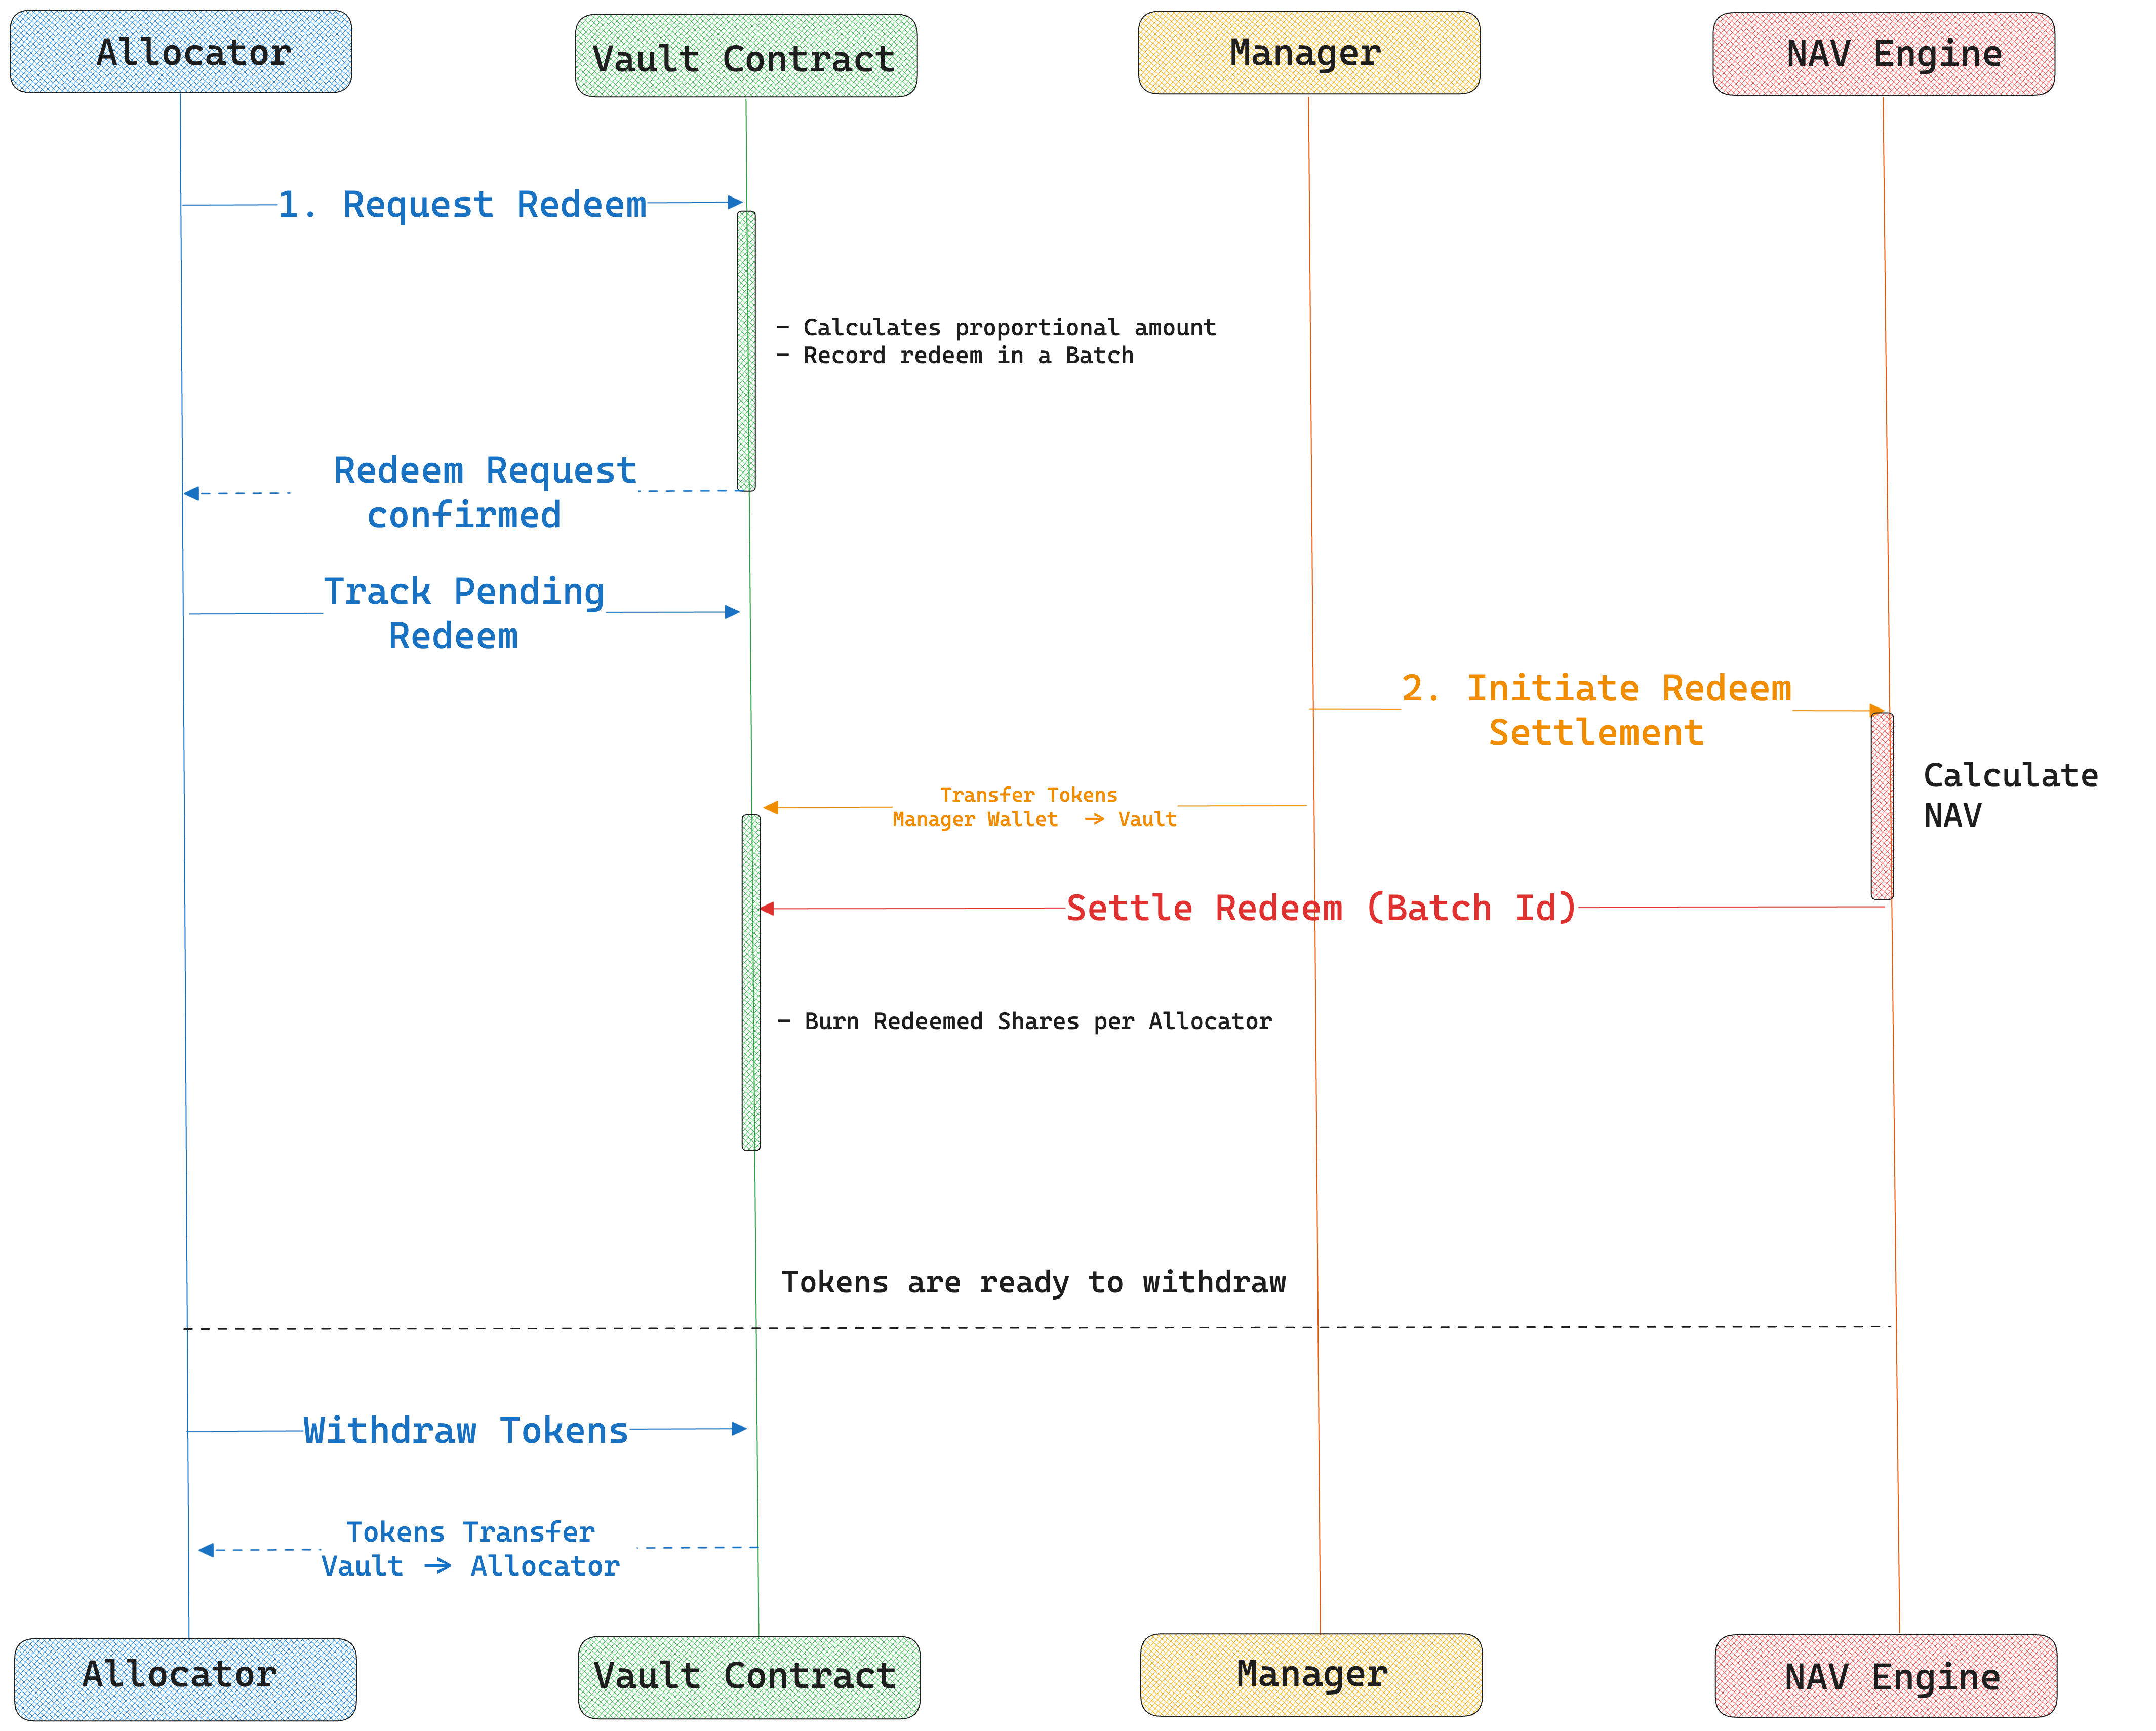 Allocator
Vault Contract
Manager
NAV Engine
1. Request Redeem
- Calculates proportional amount
- Record redeem in a Batch
Redeem Request
confirmed
Track Pending
Redeem
2. Initiate Redeem
Settlement
Calculate
NAV
Transfer Tokens
Manager Wallet → Vault
Settle Redeem (Batch Id)
- Burn Redeemed Shares per Allocator
Tokens are ready to withdraw
Withdraw Tokens
Tokens Transfer
Vault → Allocator
Allocator
Vault Contract
Manager
NAV Engine